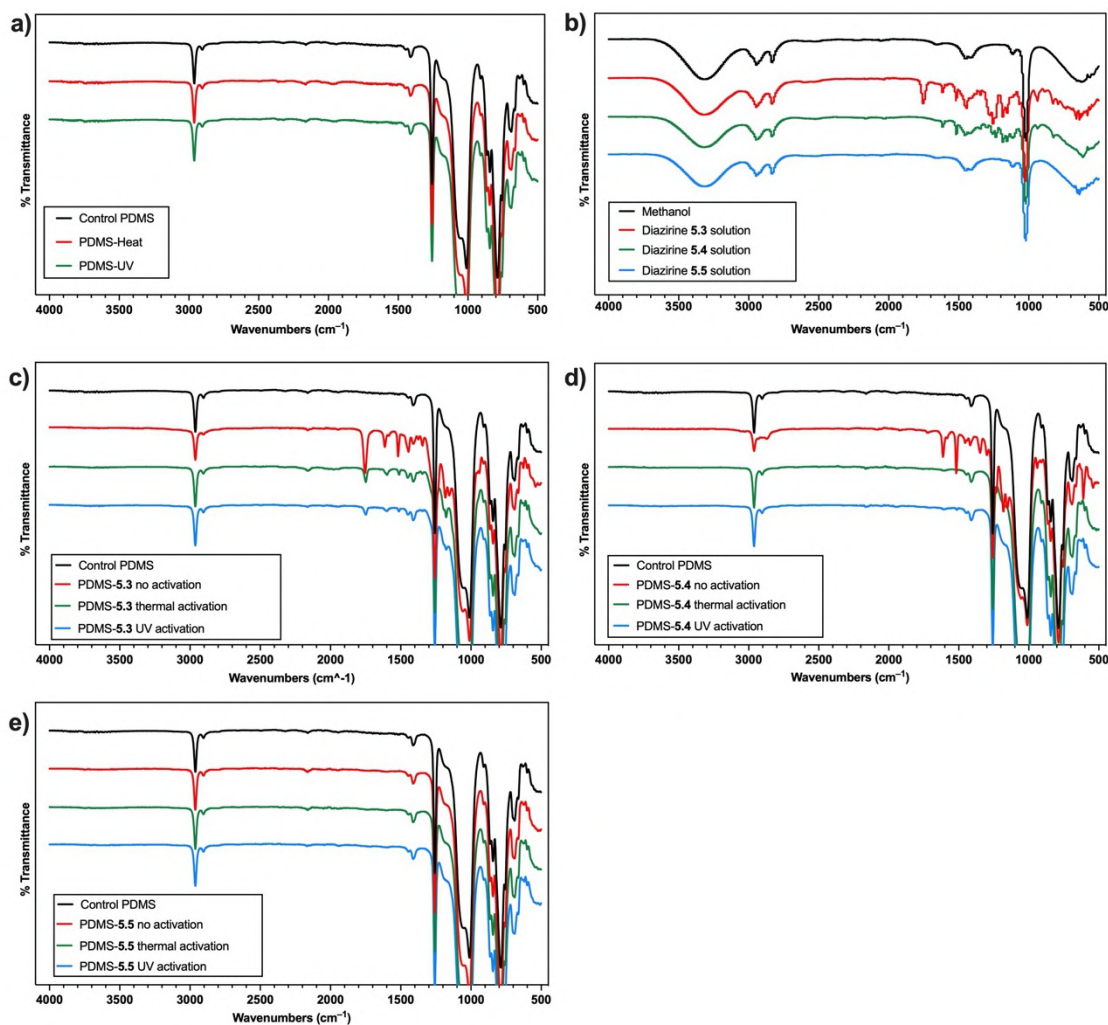 a)
% Transmittance
Control PDMS
PDMS-Heat
PDMS-UV
4000 3500 3000 2500 2000 1500 1000 500
Wavenumbers (cm⁻¹)
b)
% Transmittance
Methanol
Diazirine 5.3 solution
Diazirine 5.4 solution
Diazirine 5.5 solution
4000 3500 3000 2500 2000 1500 1000 500
Wavenumbers (cm⁻¹)
c)
% Transmittance
Control PDMS
PDMS-5.3 no activation
PDMS-5.3 thermal activation
PDMS-5.3 UV activation
4000 3500 3000 2500 2000 1500 1000 500
Wavenumbers (cm^-1)
d)
% Transmittance
Control PDMS
PDMS-5.4 no activation
PDMS-5.4 thermal activation
PDMS-5.4 UV activation
4000 3500 3000 2500 2000 1500 1000 500
Wavenumbers (cm⁻¹)
e)
% Transmittance
Control PDMS
PDMS-5.5 no activation
PDMS-5.5 thermal activation
PDMS-5.5 UV activation
4000 3500 3000 2500 2000 1500 1000 500
Wavenumbers (cm⁻¹)